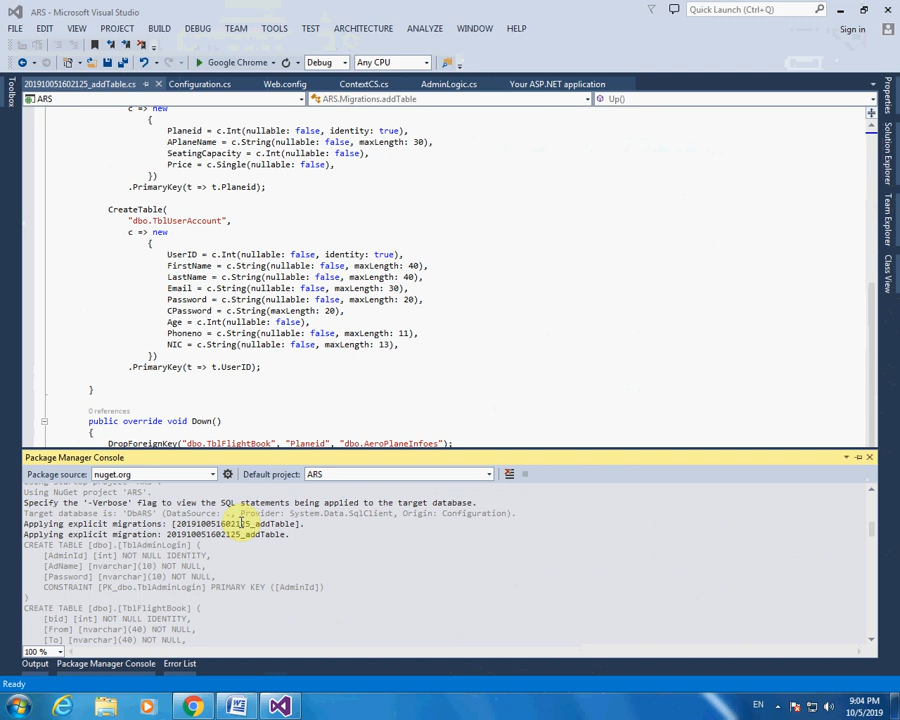 ARS - Microsoft Visual Studio
Quick Launch (Ctrl+Q)
FILE EDIT VIEW PROJECT BUILD DEBUG TEAM TOOLS TEST ARCHITECTURE ANALYZE WINDOW HELP
Sign in
Google Chrome Debug Any CPU
201910051602125_addTable.cs Configuration.cs Web.config ContextCS.cs AdminLogic.cs Your ASP.NET application
ARS ARS.Migrations.addTable Up()
Toolbox
Properties
Solution Explorer
Team Explorer
Class View
c => new
{
Planeid = c.Int(nullable: false, identity: true),
APlaneName = c.String(nullable: false, maxLength: 30),
SeatingCapacity = c.Int(nullable: false),
Price = c.Single(nullable: false),
})
.PrimaryKey(t => t.Planeid);
CreateTable(
"dbo.TblUserAccount",
c => new
{
UserID = c.Int(nullable: false, identity: true),
FirstName = c.String(nullable: false, maxLength: 40),
LastName = c.String(nullable: false, maxLength: 40),
Email = c.String(nullable: false, maxLength: 30),
Password = c.String(nullable: false, maxLength: 20),
CPassword = c.String(maxLength: 20),
Age = c.Int(nullable: false),
Phoneno = c.String(nullable: false, maxLength: 11),
NIC = c.String(nullable: false, maxLength: 13),
})
.PrimaryKey(t => t.UserID);
}
0 references
public override void Down()
{
DropForeignKey("dbo.TblFlightBook", "Planeid", "dbo.AeroPlaneInfoes");
Package Manager Console
Package source: nuget.org Default project: ARS
Using NuGet project 'ARS'.
Specify the '-Verbose' flag to view the SQL statements being applied to the target database.
Target database is: 'DbARS' (DataSource: ., Provider: System.Data.SqlClient, Origin: Configuration).
Applying explicit migrations: [201910051602125_addTable].
Applying explicit migration: 201910051602125_addTable.
CREATE TABLE [dbo].[TblAdminLogin] (
[AdminId] [int] NOT NULL IDENTITY,
[AdName] [nvarchar](10) NOT NULL,
[Password] [nvarchar](10) NOT NULL,
CONSTRAINT [PK_dbo.TblAdminLogin] PRIMARY KEY ([AdminId])
)
CREATE TABLE [dbo].[TblFlightBook] (
[bid] [int] NOT NULL IDENTITY,
[From] [nvarchar](40) NOT NULL,
[To] [nvarchar](40) NOT NULL,
100 %
Output Package Manager Console Error List
Ready
EN
9:04 PM
10/5/2019